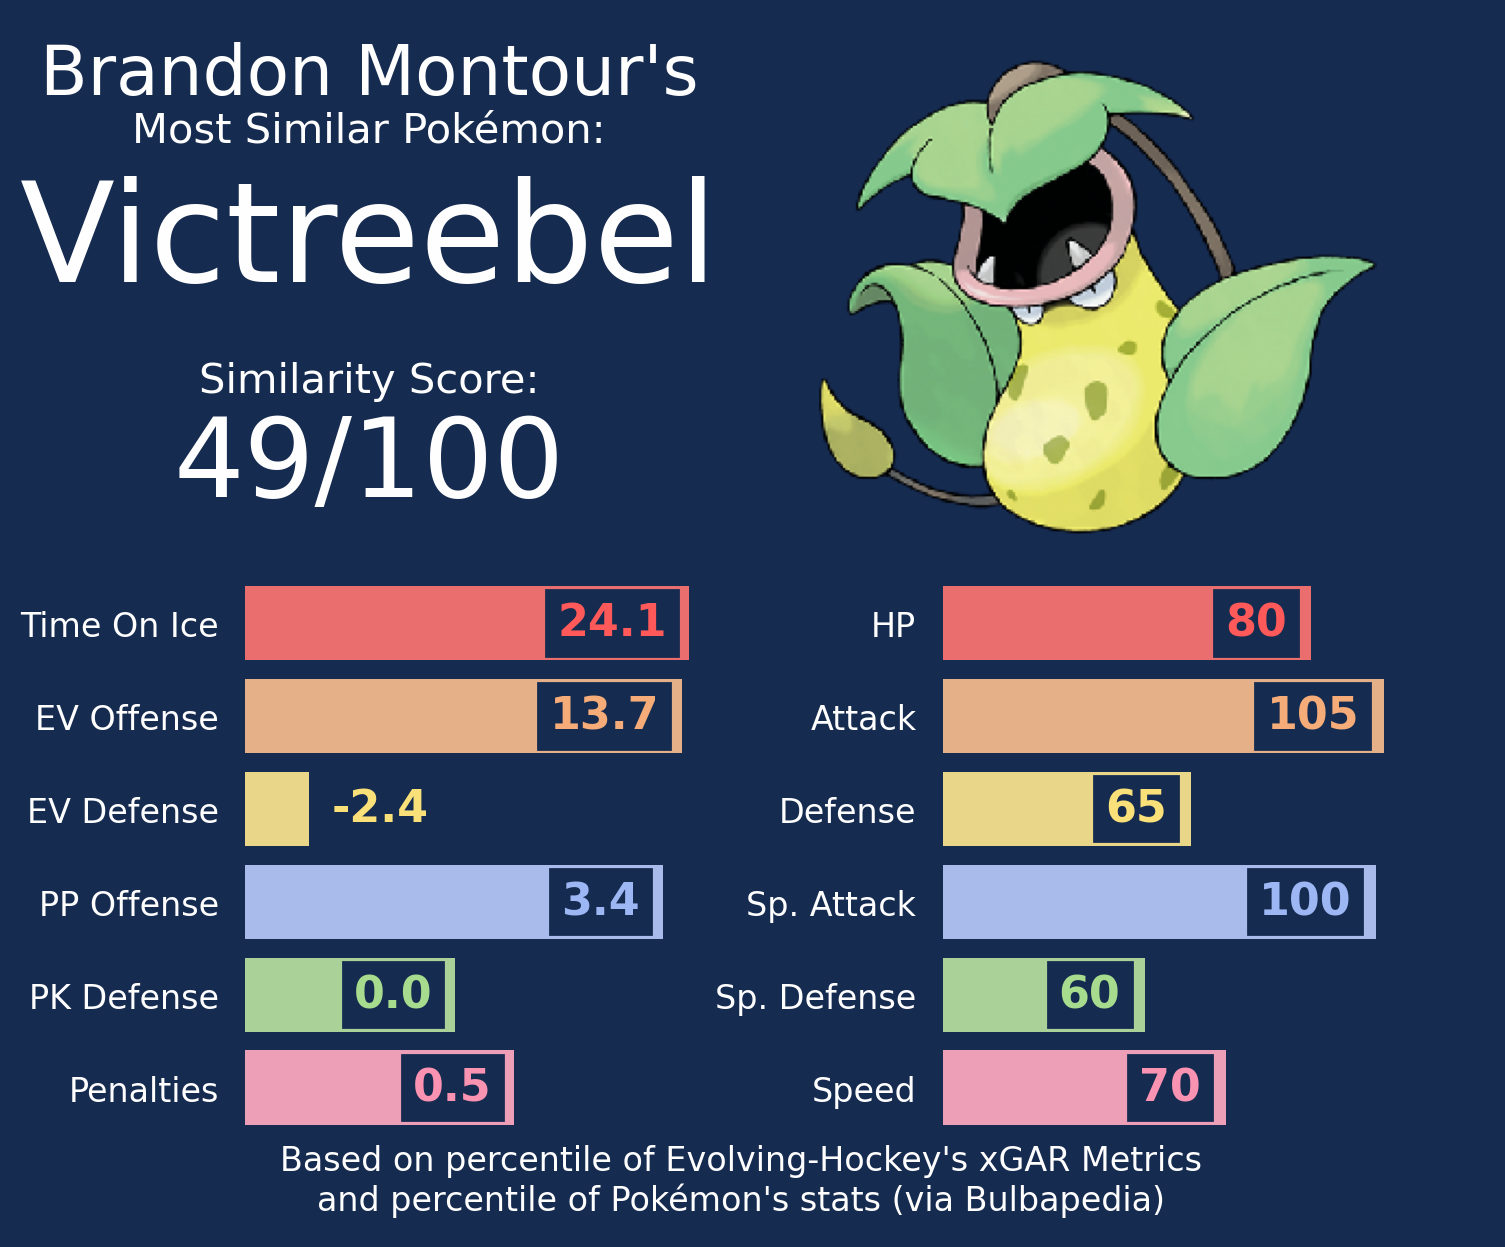 Brandon Montour's
Most Similar Pokémon:
Victreebel
Similarity Score:
49/100
Time On Ice 24.1
EV Offense 13.7
EV Defense -2.4
PP Offense 3.4
PK Defense 0.0
Penalties 0.5
HP 80
Attack 105
Defense 65
Sp. Attack 100
Sp. Defense 60
Speed 70
Based on percentile of Evolving-Hockey's xGAR Metrics
and percentile of Pokémon's stats (via Bulbapedia)